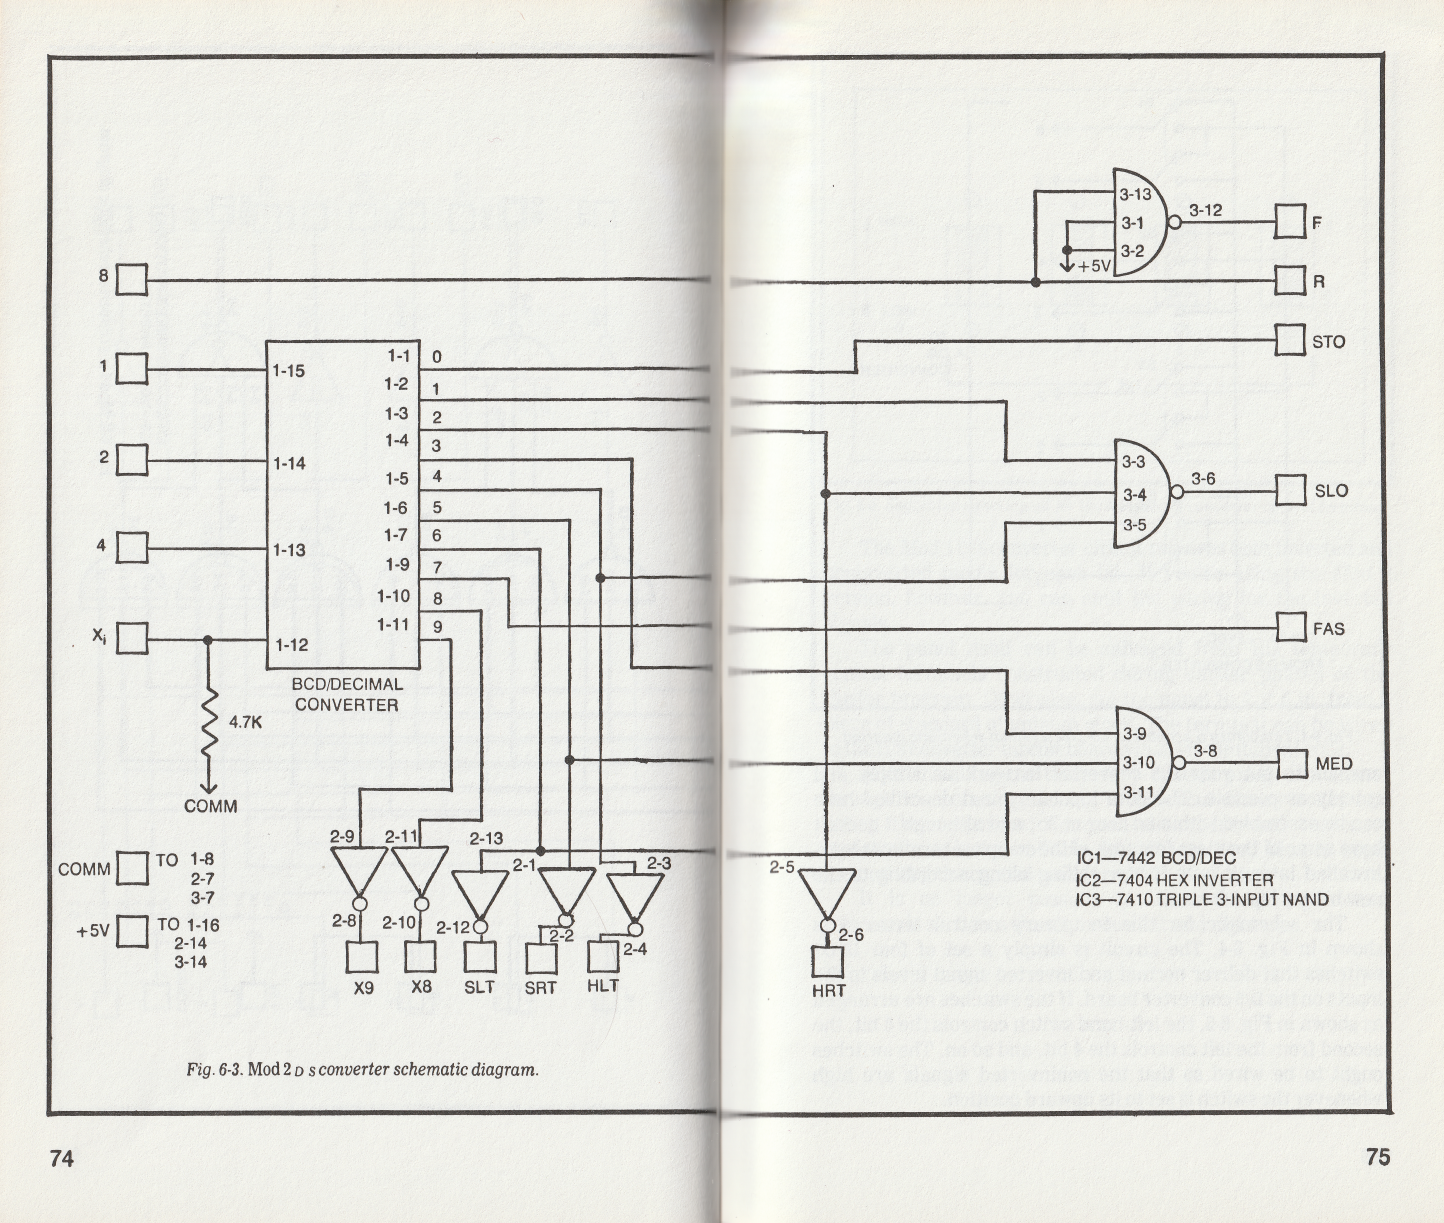 3-13
3-1
3-2
+5V
3-12
F
8
R
STO
1
1-15
1-1 0
1-2 1
1-3 2
1-4 3
1-5 4
1-6 5
1-7 6
1-9 7
1-10 8
1-11 9
2
1-14
4
1-13
Xi
1-12
BCD/DECIMAL
CONVERTER
4.7K
COMM
3-3
3-4
3-5
3-6
SLO
FAS
3-9
3-10
3-11
3-8
MED
COMM TO 1-8
2-7
3-7
+5V TO 1-16
2-14
3-14
2-9
2-11
2-13
2-1
2-3
2-5
2-8
2-10
2-12
2-2
2-4
2-6
X9
X8
SLT
SRT
HLT
HRT
IC1—7442 BCD/DEC
IC2—7404 HEX INVERTER
IC3—7410 TRIPLE 3-INPUT NAND
Fig. 6-3. Mod 2 D S converter schematic diagram.
74
75